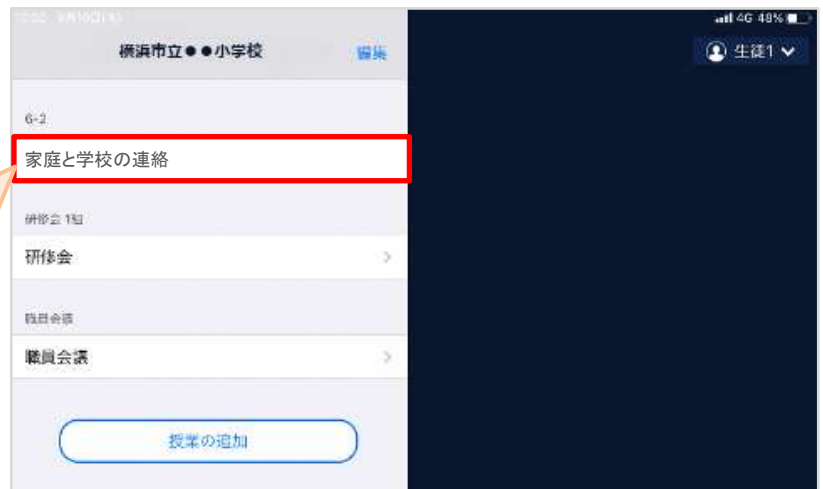 4G 48%
横浜市立●●小学校 編集
生徒1
6-2
家庭と学校の連絡
研修会 1組
研修会
職員会議
職員会議
授業の追加